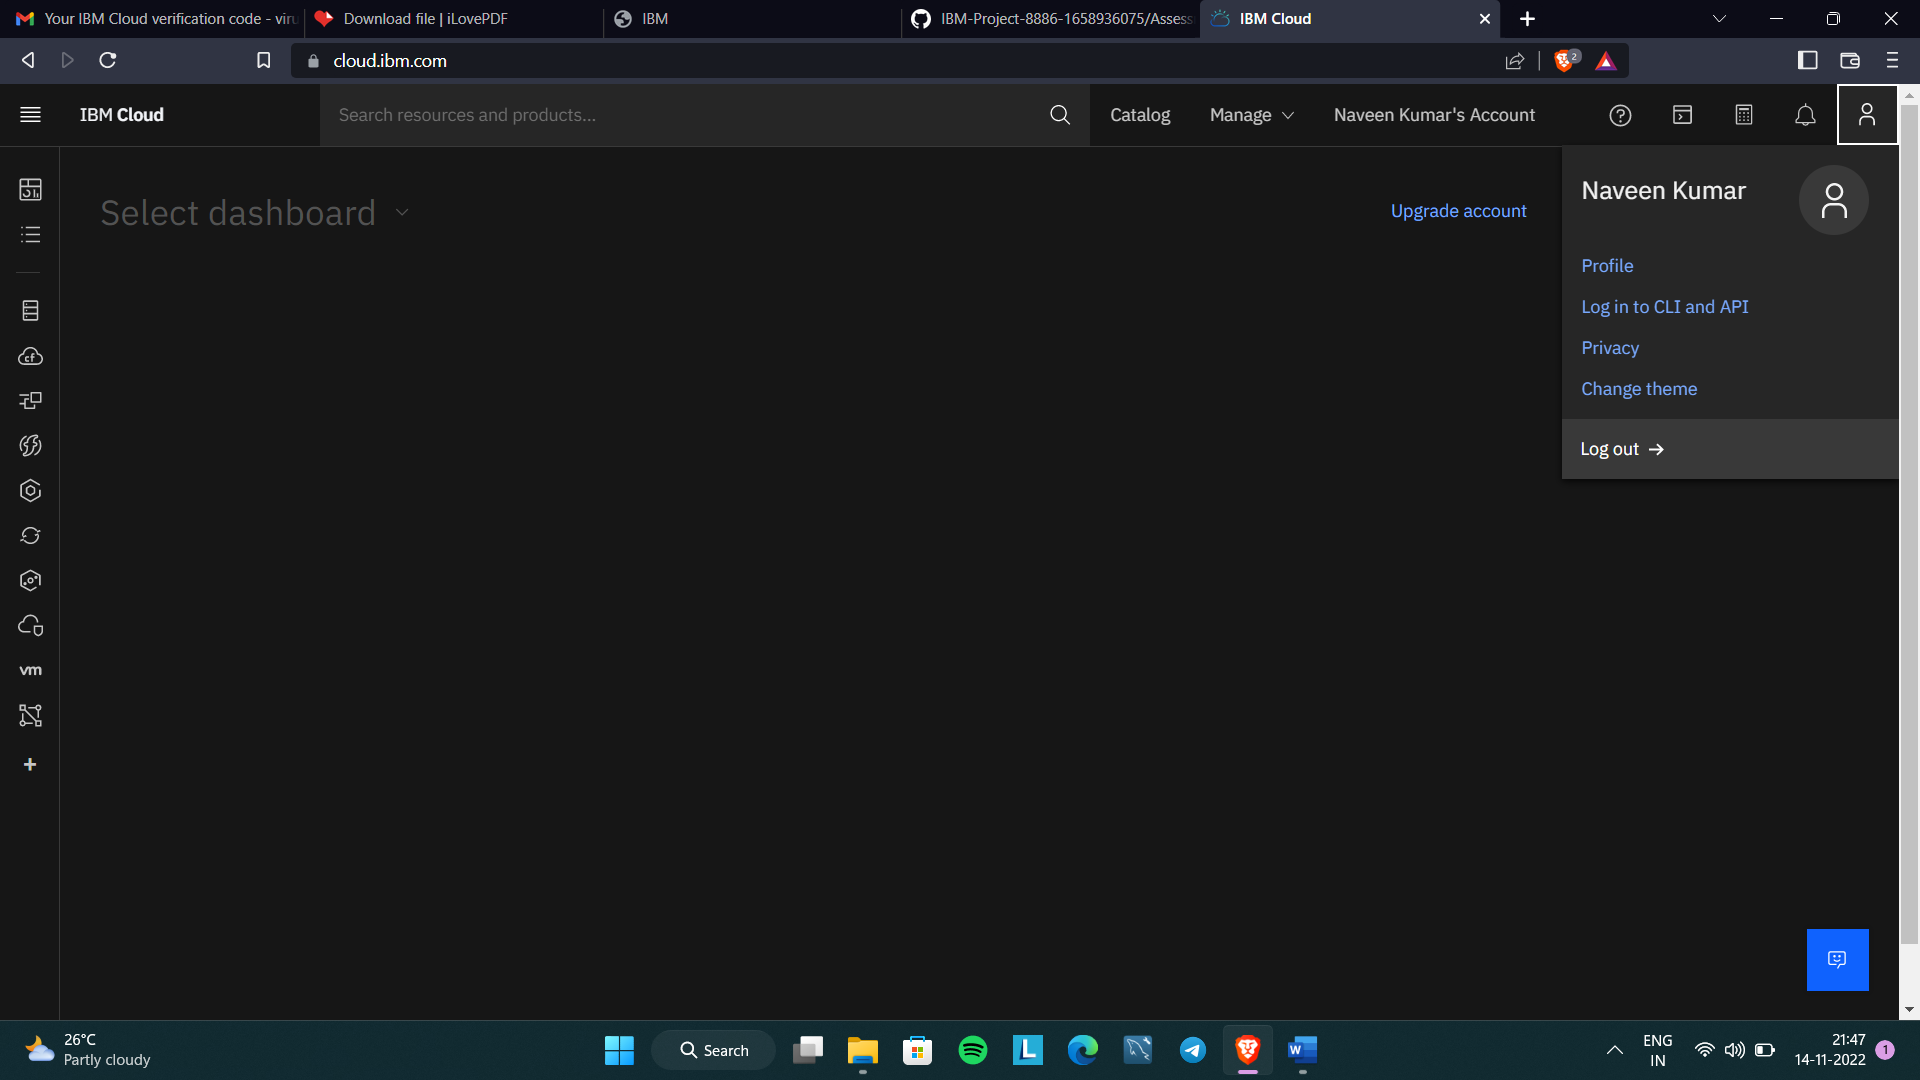 Your IBM Cloud verification code - viru
Download file | iLovePDF
IBM
IBM-Project-8886-1658936075/Assess
IBM Cloud
cloud.ibm.com
2
IBM Cloud
Search resources and products...
Catalog
Manage
Naveen Kumar's Account
Select dashboard
Upgrade account
Naveen Kumar
Profile
Log in to CLI and API
Privacy
Change theme
Log out
cf
vm
26°C
Partly cloudy
Search
L
W
ENG
IN
21:47
14-11-2022
1